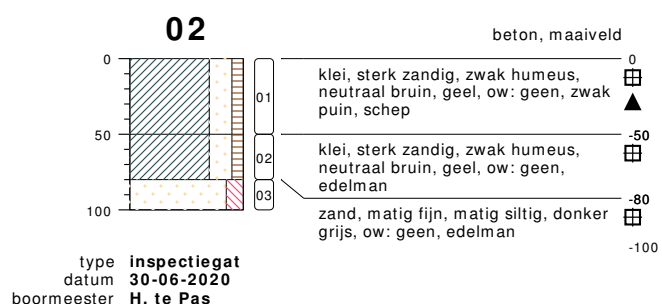 02
beton, maaiveld
0
0
klei, sterk zandig, zwak humeus,
neutraal bruin, geel, ow: geen, zwak
puin, schep
01
50
-50
klei, sterk zandig, zwak humeus,
neutraal bruin, geel, ow: geen,
edelman
02
-80
03
zand, matig fijn, matig siltig, donker
grijs, ow: geen, edelman
100
-100
type inspectiegat
datum 30-06-2020
boormeester H. te Pas